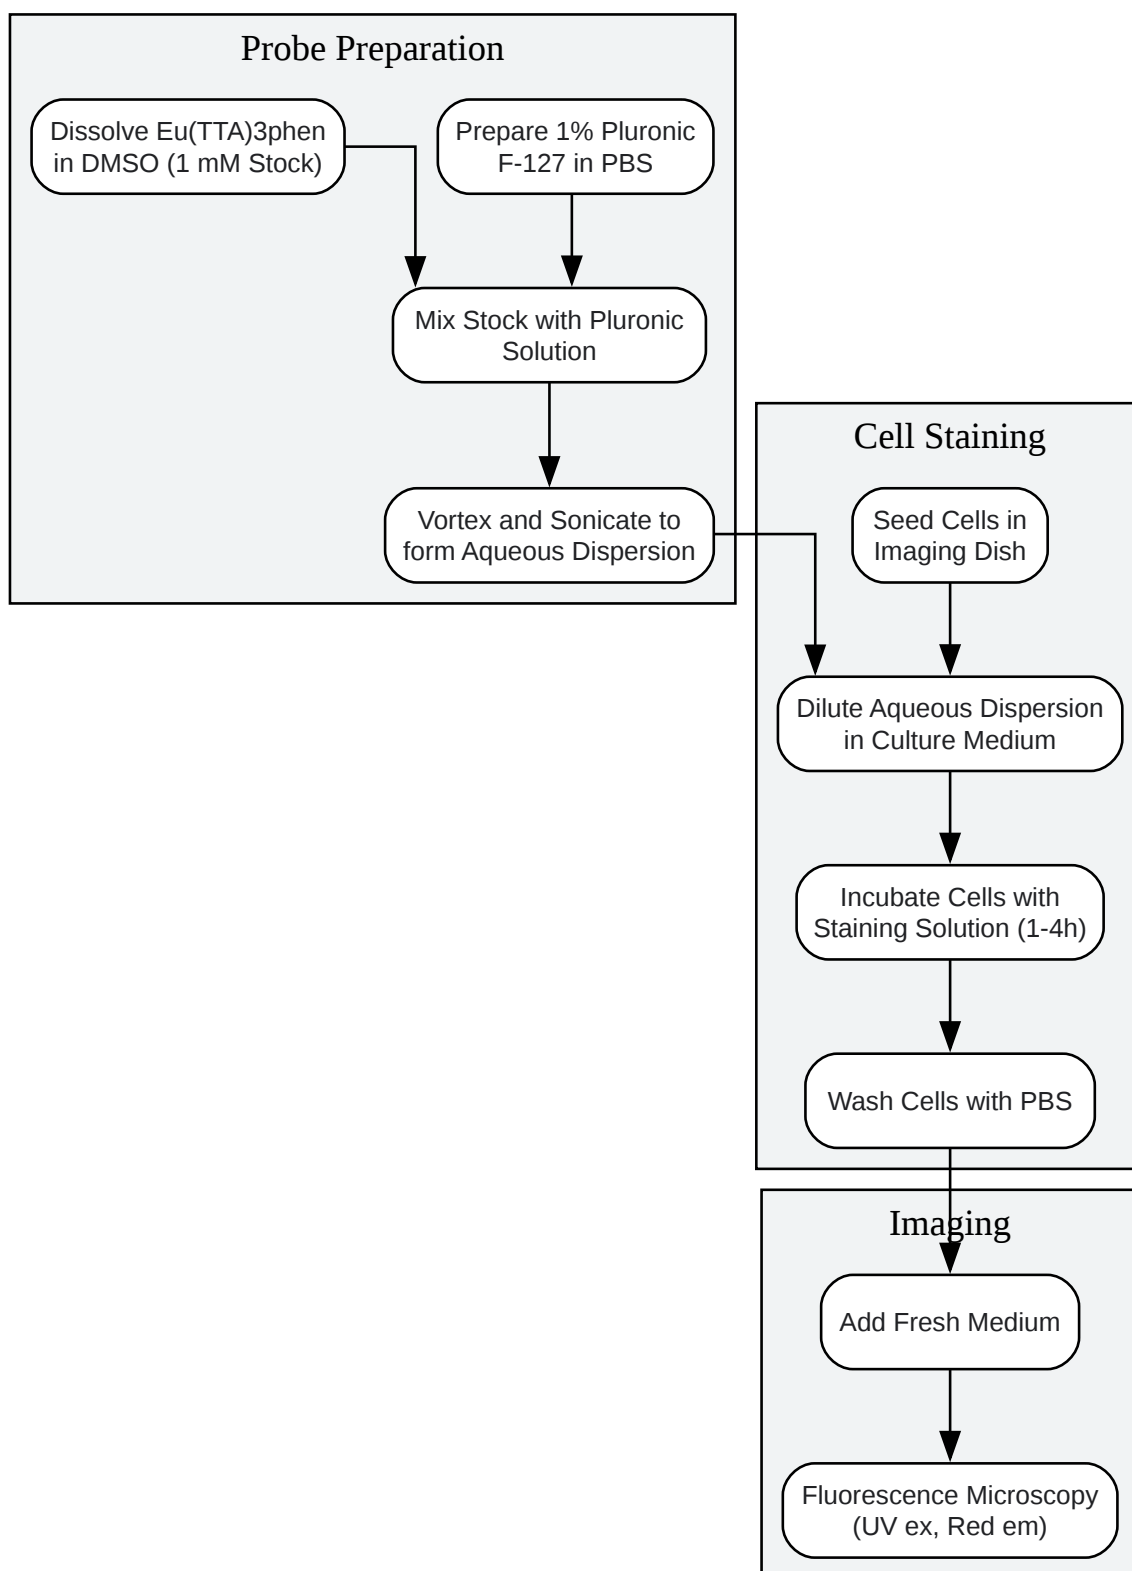 Probe Preparation
Dissolve Eu(TTA)3phen
in DMSO (1 mM Stock)
Prepare 1% Pluronic
F-127 in PBS
Mix Stock with Pluronic
Solution
Vortex and Sonicate to
form Aqueous Dispersion
Cell Staining
Seed Cells in
Imaging Dish
Dilute Aqueous Dispersion
in Culture Medium
Incubate Cells with
Staining Solution (1-4h)
Wash Cells with PBS
Imaging
Add Fresh Medium
Fluorescence Microscopy
(UV ex, Red em)